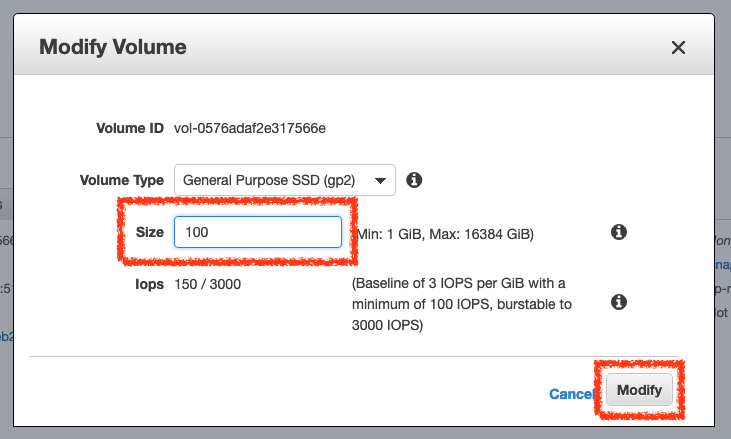 Modify Volume
Volume ID vol-0576adaf2e317566e
Volume Type General Purpose SSD (gp2)
Size 100 (Min: 1 GiB, Max: 16384 GiB)
Iops 150 / 3000 (Baseline of 3 IOPS per GiB with a
minimum of 100 IOPS, burstable to
3000 IOPS)
Cancel Modify